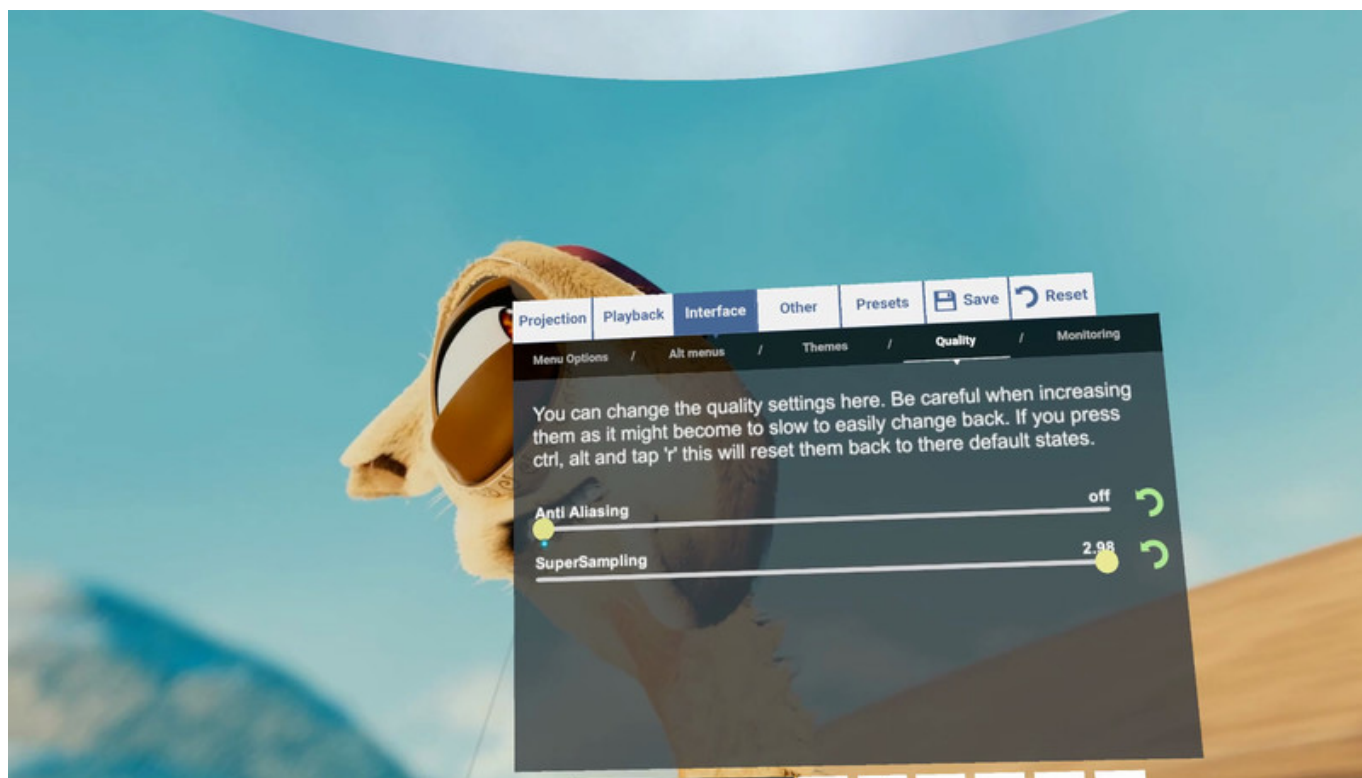 Projection Playback Interface Other Presets Save Reset
Menu Options / Alt menus / Themes / Quality / Monitoring
You can change the quality settings here. Be careful when increasing
them as it might become to slow to easily change back. If you press
ctrl, alt and tap 'r' this will reset them back to there default states.
Anti Aliasing off
SuperSampling 2.98